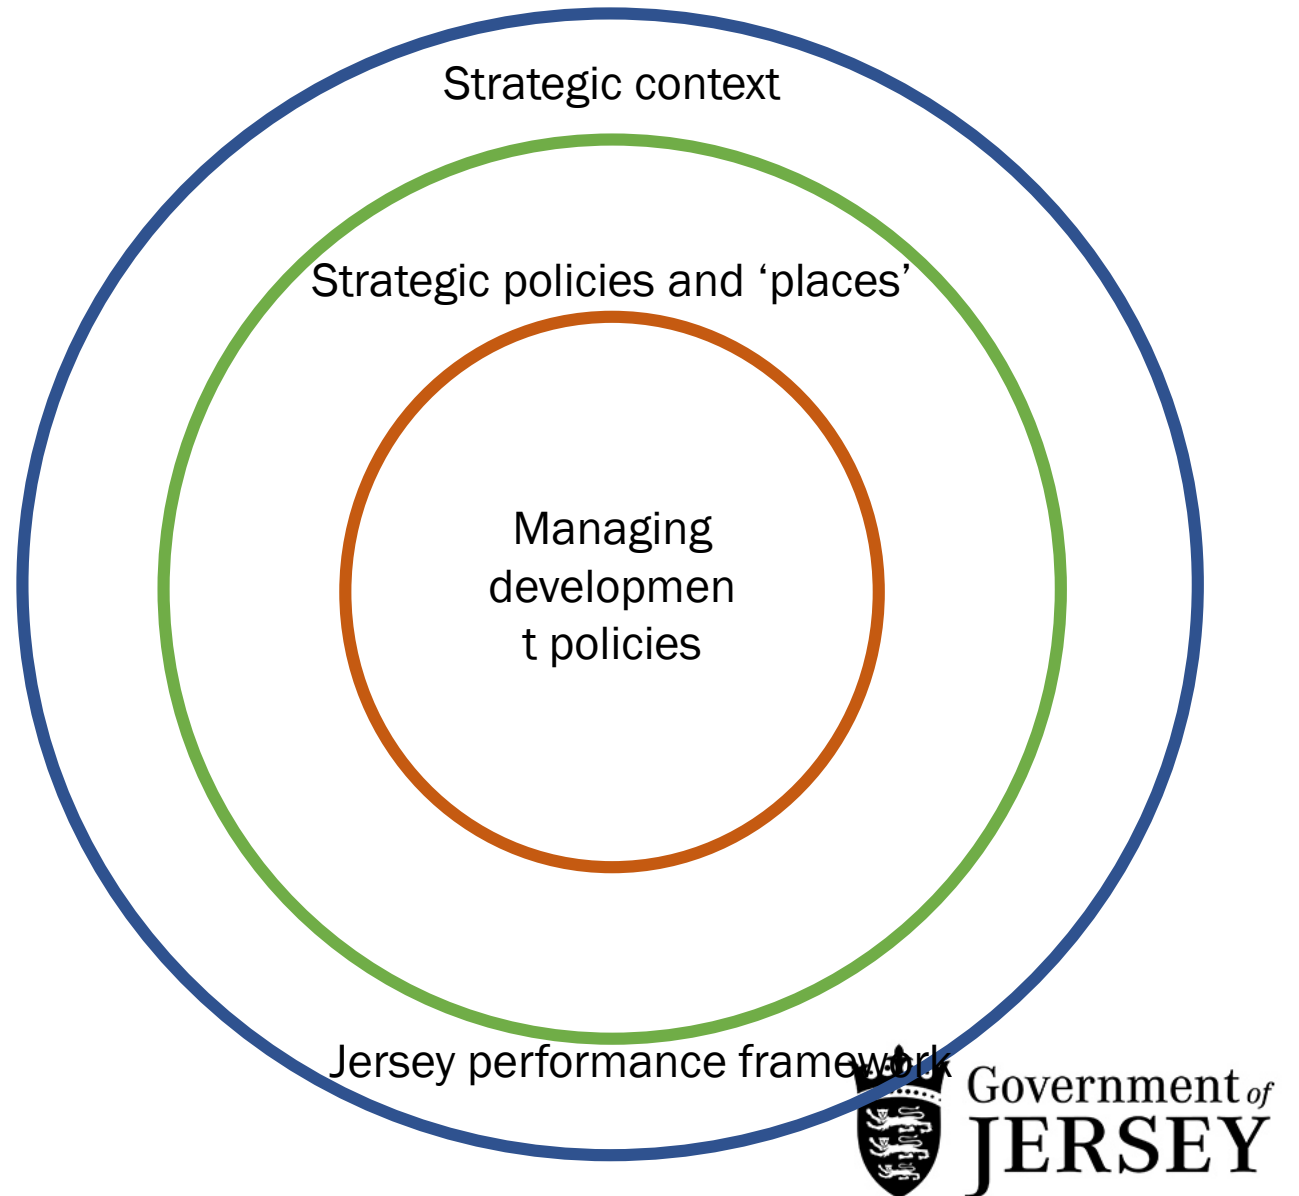 Strategic context
Strategic policies and ‘places’
Managing
developmen
t policies
Jersey performance framework
Government of
JERSEY